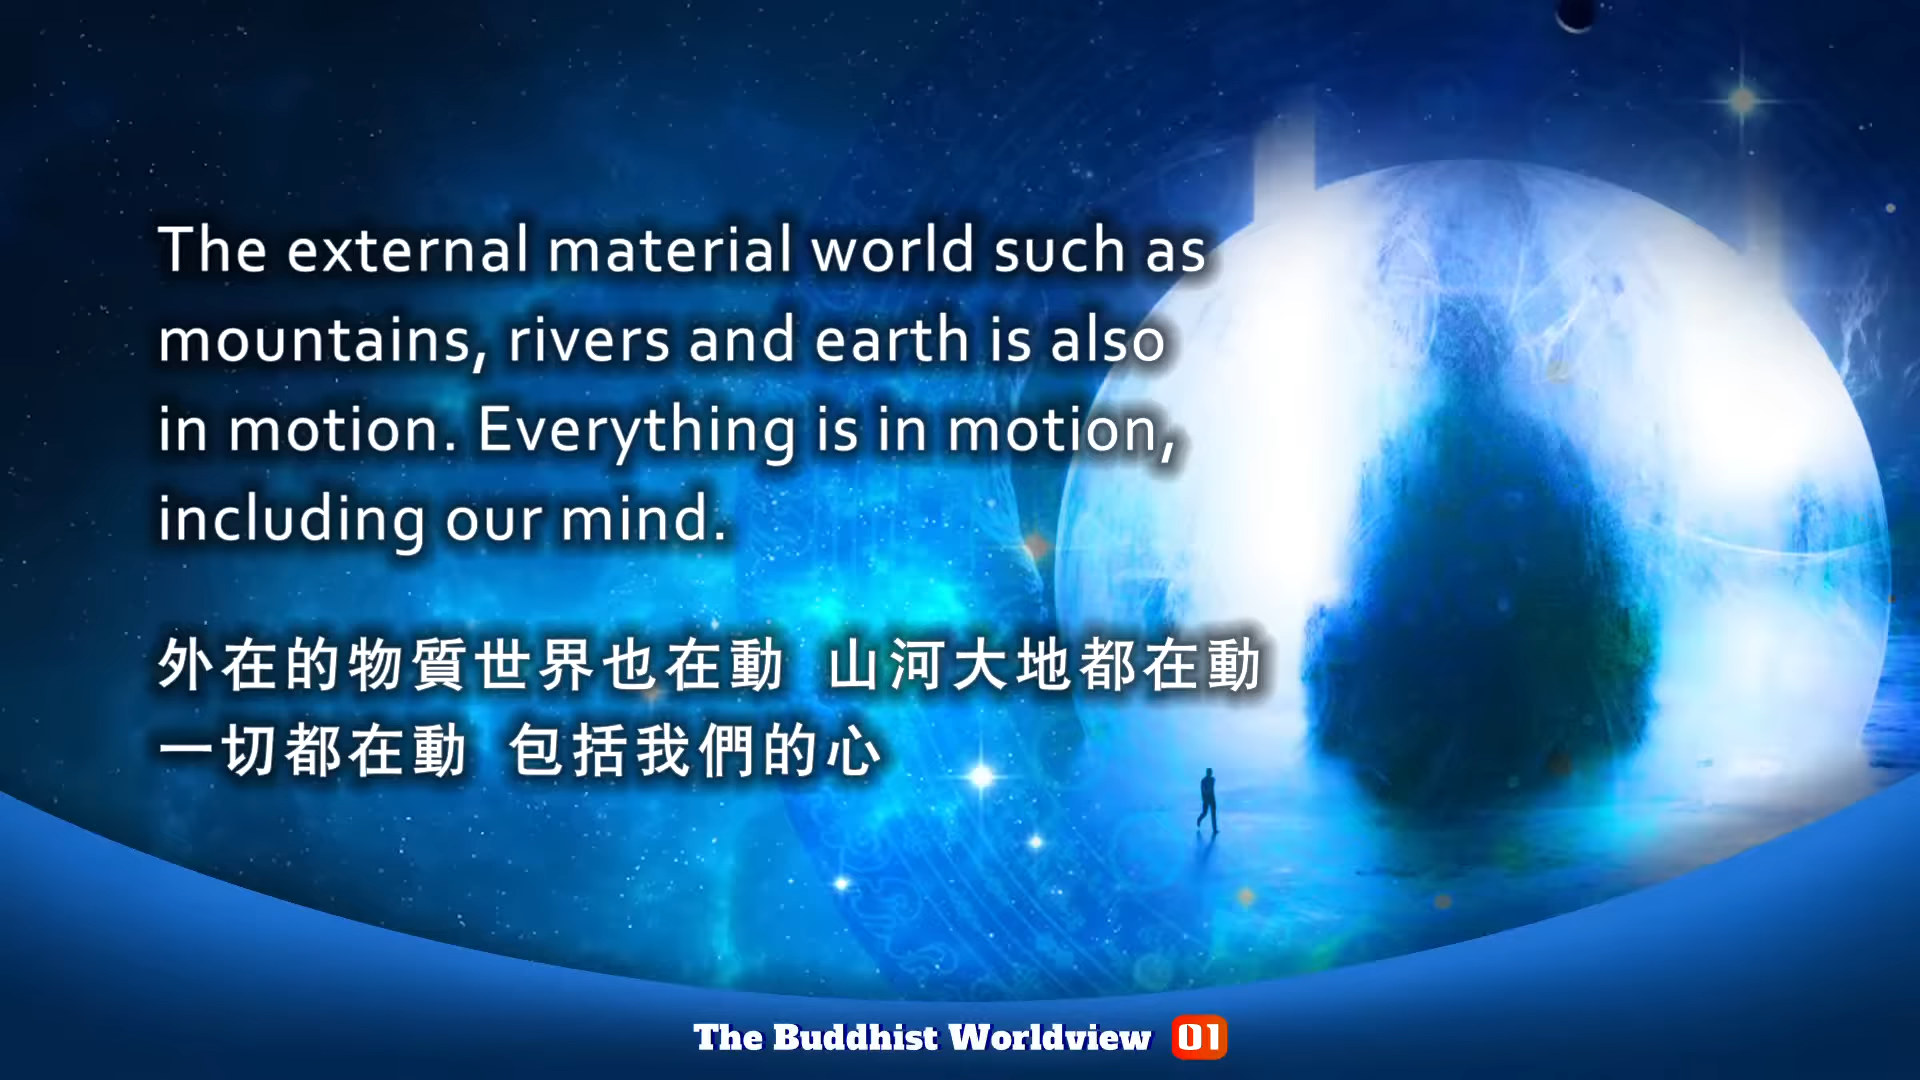 The external material world such as
mountains, rivers and earth is also
in motion. Everything is in motion,
including our mind.
外在的物質世界也在動 山河大地都在動
一切都在動 包括我們的心
The Buddhist Worldview 01